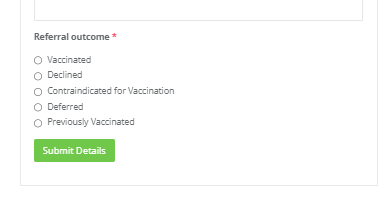 Referral outcome *
Vaccinated
Declined
Contraindicated for Vaccination
Deferred
Previously Vaccinated
Submit Details